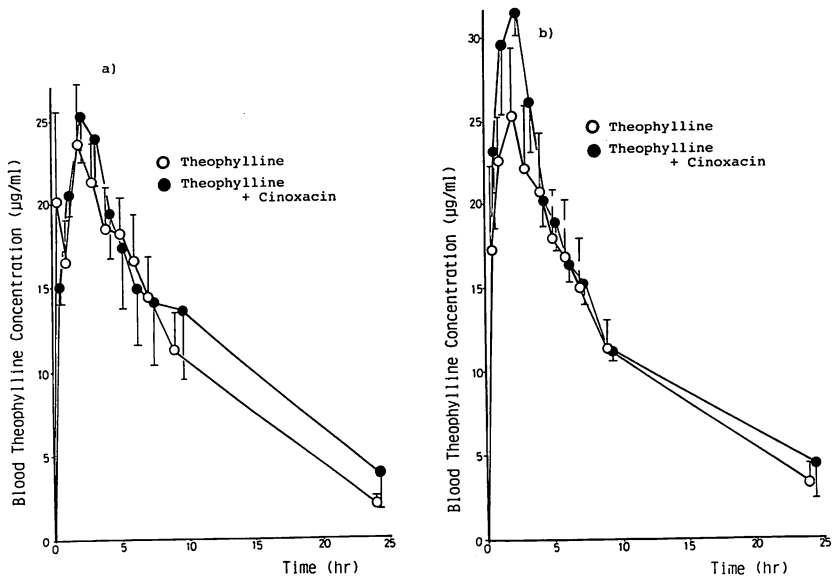 a)
Blood Theophylline Concentration (µg/ml)
25
20
15
10
5
0
Theophylline
Theophylline
+ Cinoxacin
0 5 10 15 20 25
Time (hr)
b)
Blood Theophylline Concentration (µg/ml)
30
25
20
15
10
5
0
Theophylline
Theophylline
+ Cinoxacin
0 5 10 15 20 25
Time (hr)